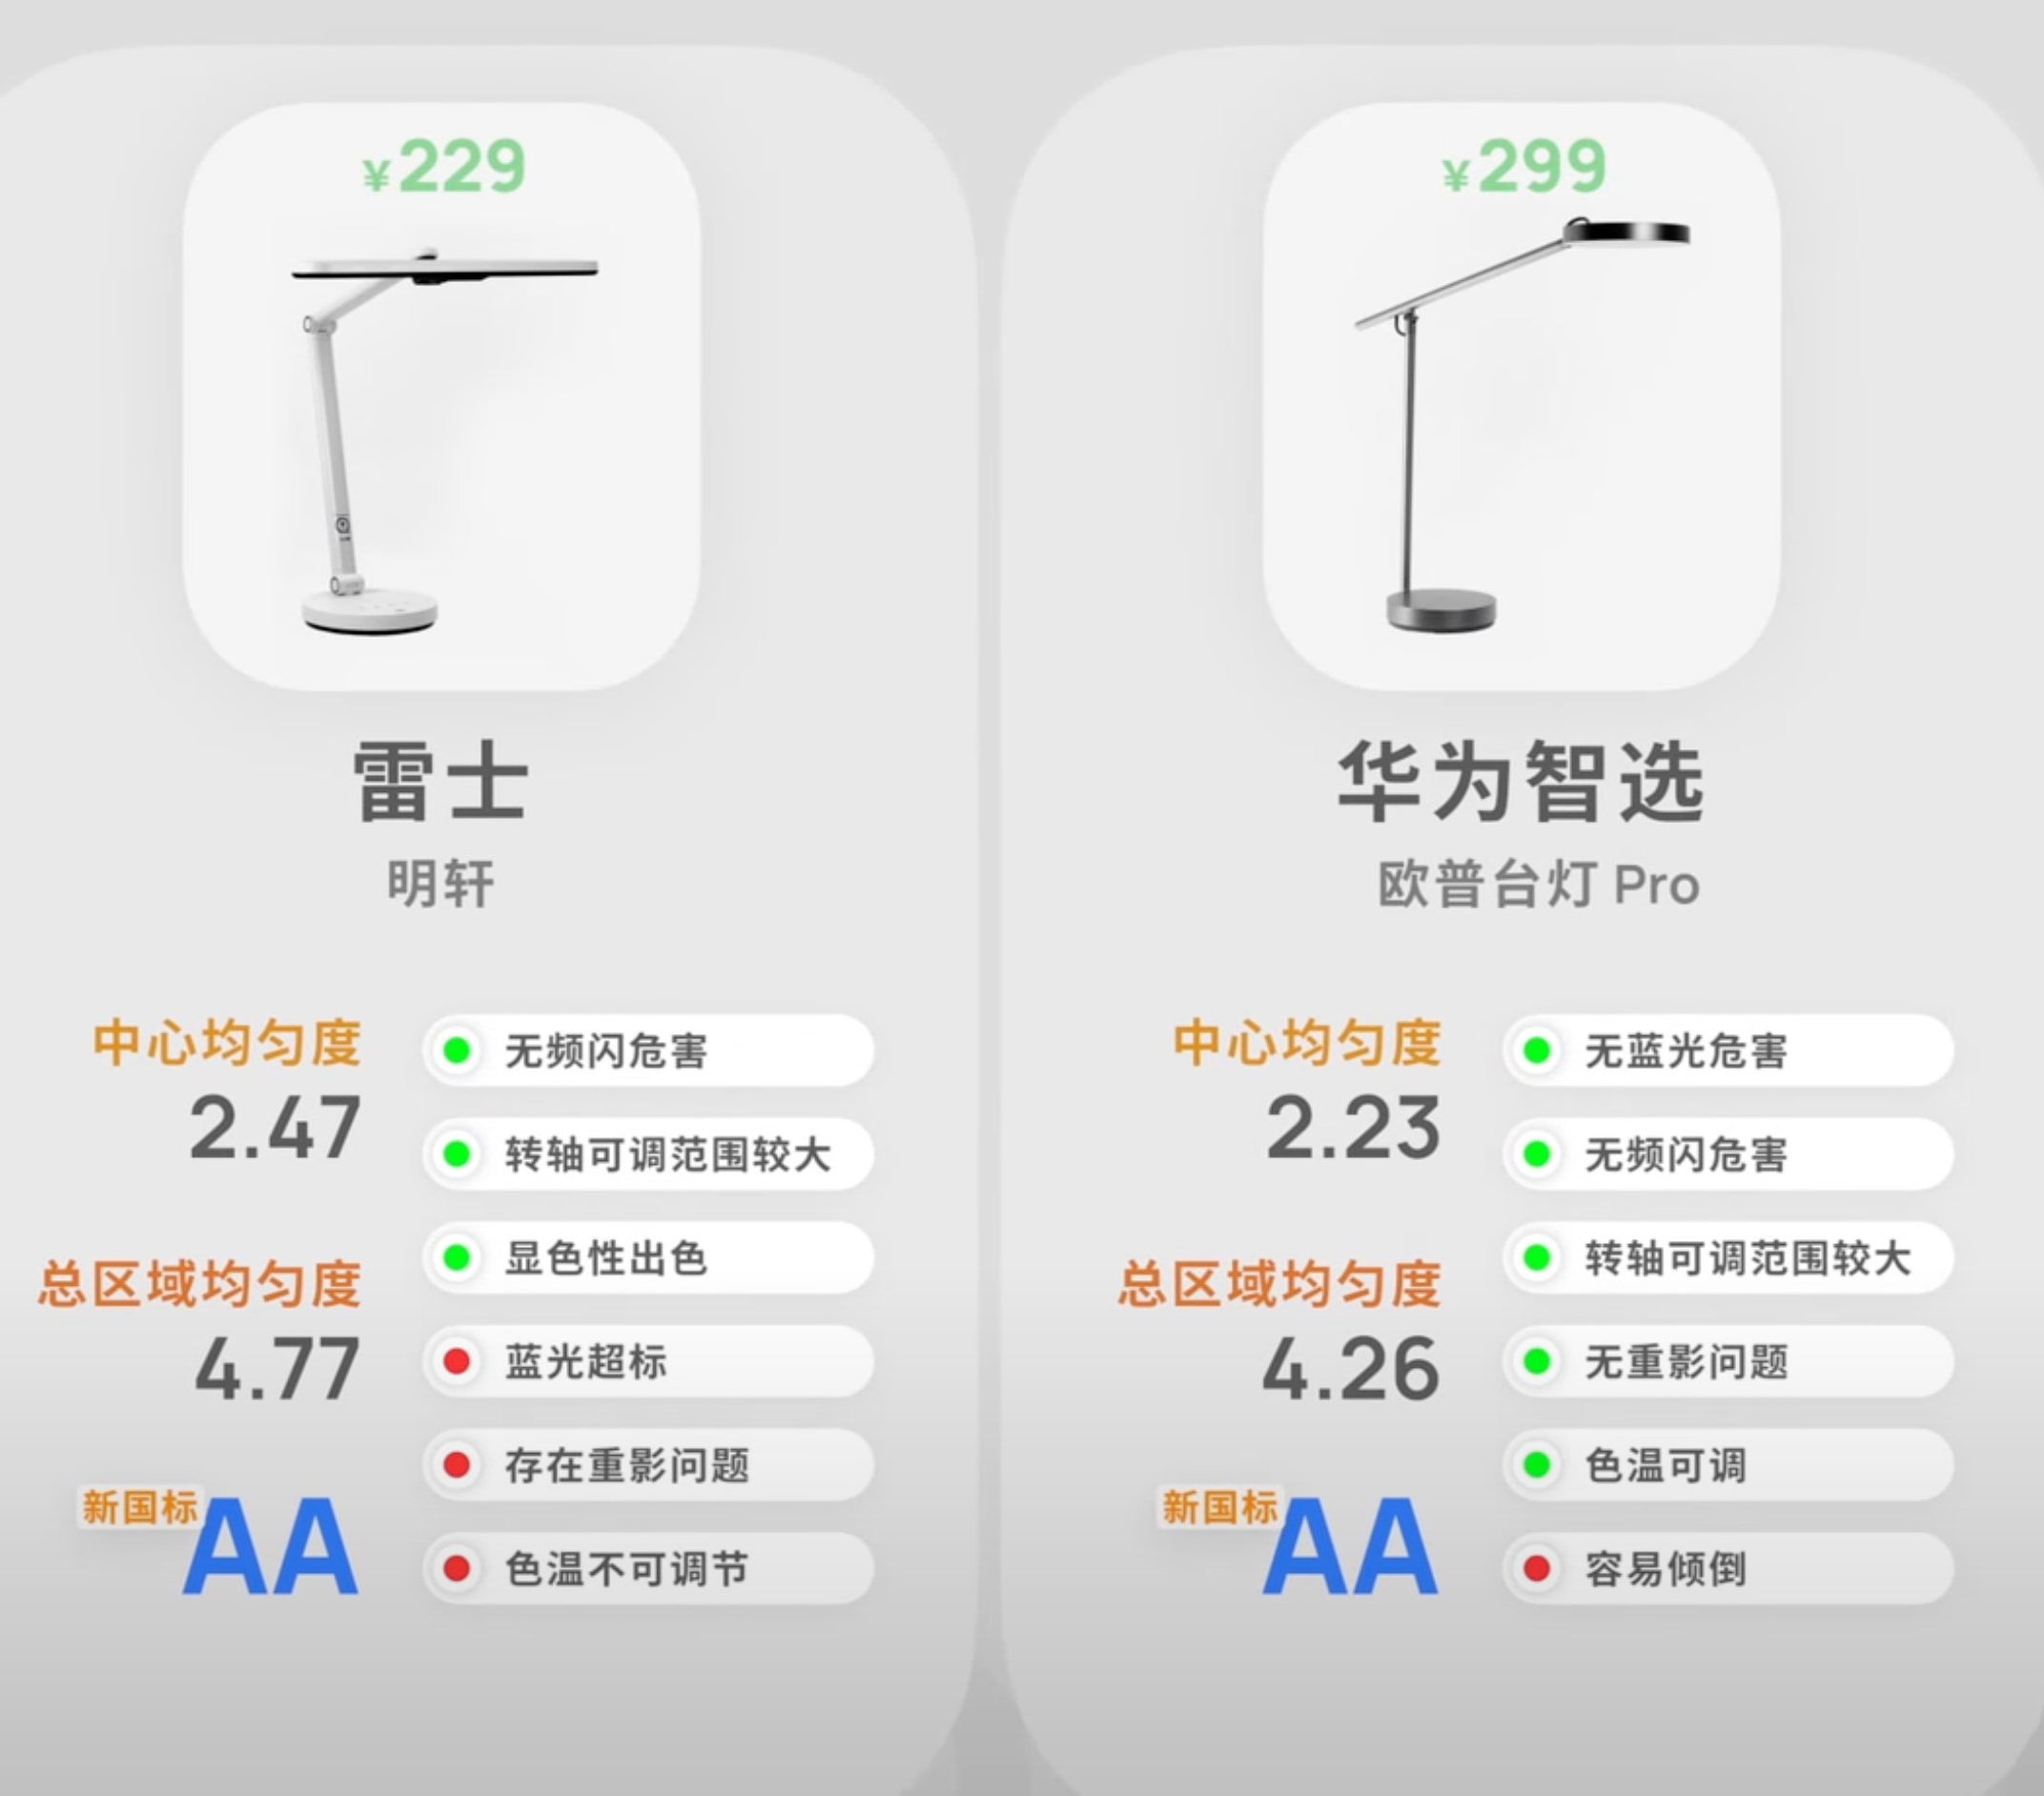 ¥229
雷士
明轩
中心均匀度
2.47
总区域均匀度
4.77
新国标
AA
无频闪危害
转轴可调范围较大
显色性出色
蓝光超标
存在重影问题
色温不可调节
¥299
华为智选
欧普台灯 Pro
中心均匀度
2.23
总区域均匀度
4.26
新国标
AA
无蓝光危害
无频闪危害
转轴可调范围较大
无重影问题
色温可调
容易倾倒